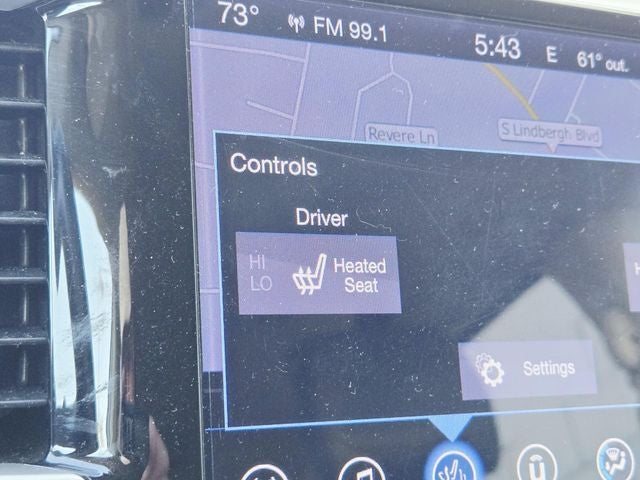 73° FM 99.1 5:43 E 61° out.
Revere Ln S Lindbergh Blvd
Controls
Driver
HI
LO
Heated
Seat
H
Settings